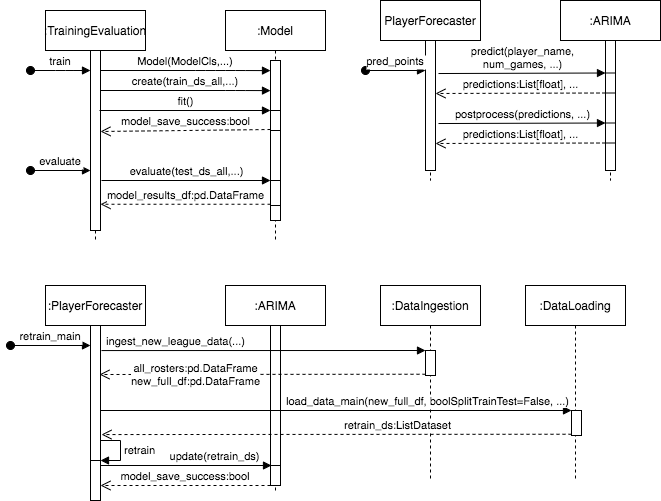 TrainingEvaluation
:Model
train
Model(ModelCls,...)
create(train_ds_all,...)
fit()
model_save_success:bool
evaluate
evaluate(test_ds_all,...)
model_results_df:pd.DataFrame
PlayerForecaster
:ARIMA
pred_points
predict(player_name,
num_games, ...)
predictions:List[float], ...
postprocess(predictions, ...)
predictions:List[float], ...
:PlayerForecaster
:ARIMA
:DataIngestion
:DataLoading
retrain_main
ingest_new_league_data(...)
all_rosters:pd.DataFrame
new_full_df:pd.DataFrame
load_data_main(new_full_df, boolSplitTrainTest=False, ...)
retrain_ds:ListDataset
retrain
update(retrain_ds)
model_save_success:bool